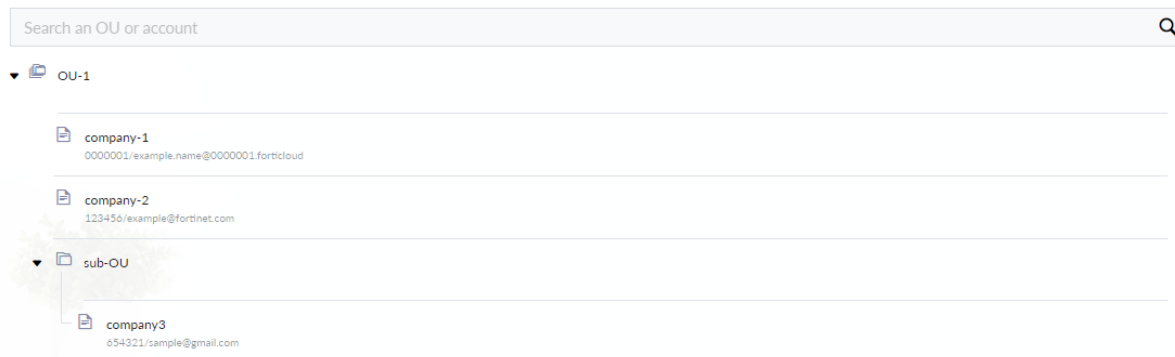 Search an OU or account
OU-1
company-1
0000001/example.name@0000001.forticloud
company-2
123456/example@fortinet.com
sub-OU
company3
654321/sample@gmail.com